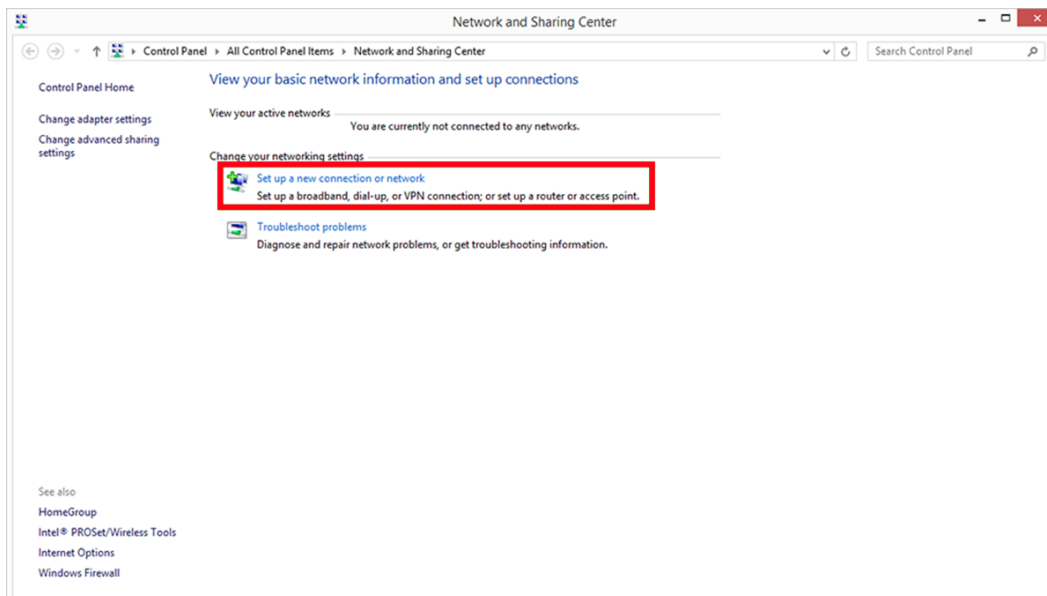 Network and Sharing Center
Control Panel All Control Panel Items Network and Sharing Center
Search Control Panel
Control Panel Home
Change adapter settings
Change advanced sharing
settings
View your basic network information and set up connections
View your active networks
You are currently not connected to any networks.
Change your networking settings
Set up a new connection or network
Set up a broadband, dial-up, or VPN connection; or set up a router or access point.
Troubleshoot problems
Diagnose and repair network problems, or get troubleshooting information.
See also
HomeGroup
Intel® PROSet/Wireless Tools
Internet Options
Windows Firewall